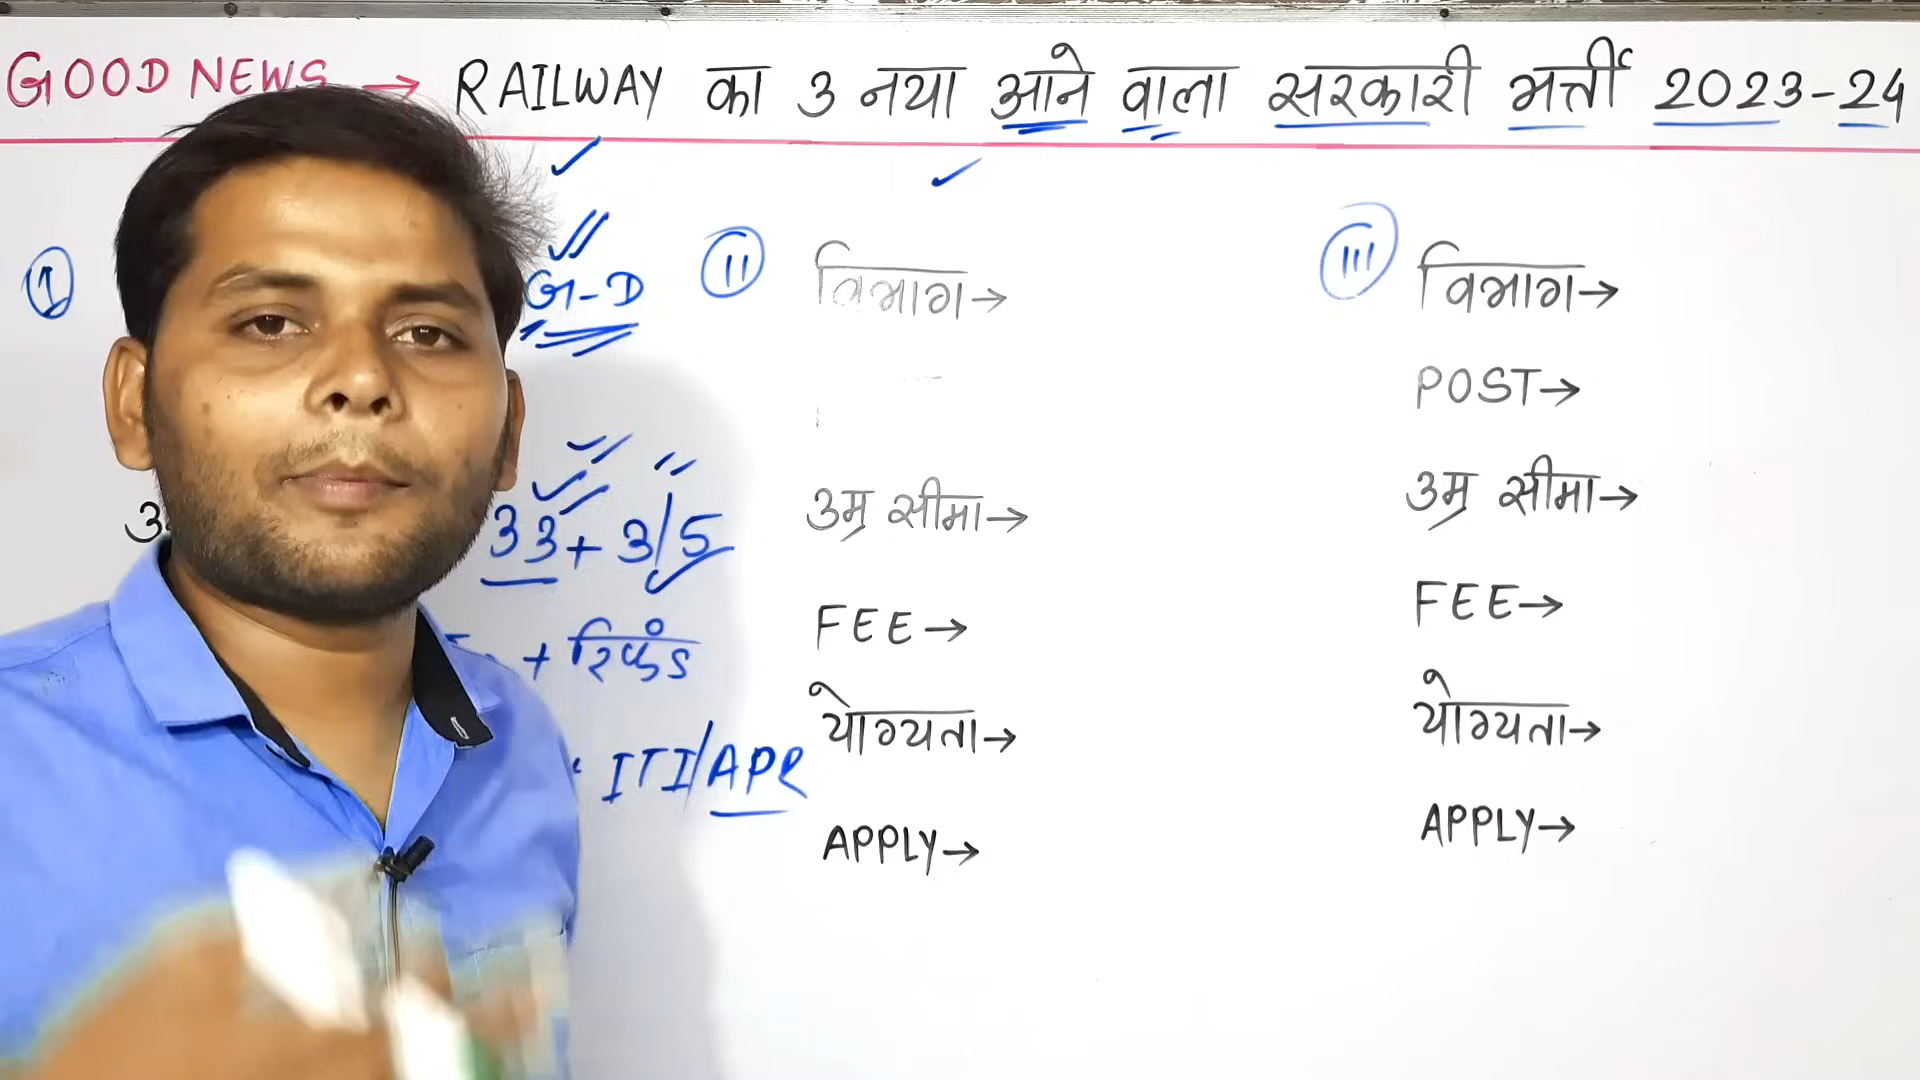 GOOD NEWS → RAILWAY का 3 नया आने वाला सरकारी भर्ती 2023-24
I
G-D
33 + 3/5
+ रिफंड
ITI/APR
II
विभाग→
उम्र सीमा→
FEE→
योग्यता→
APPLY→
III
विभाग→
POST→
उम्र सीमा→
FEE→
योग्यता→
APPLY→